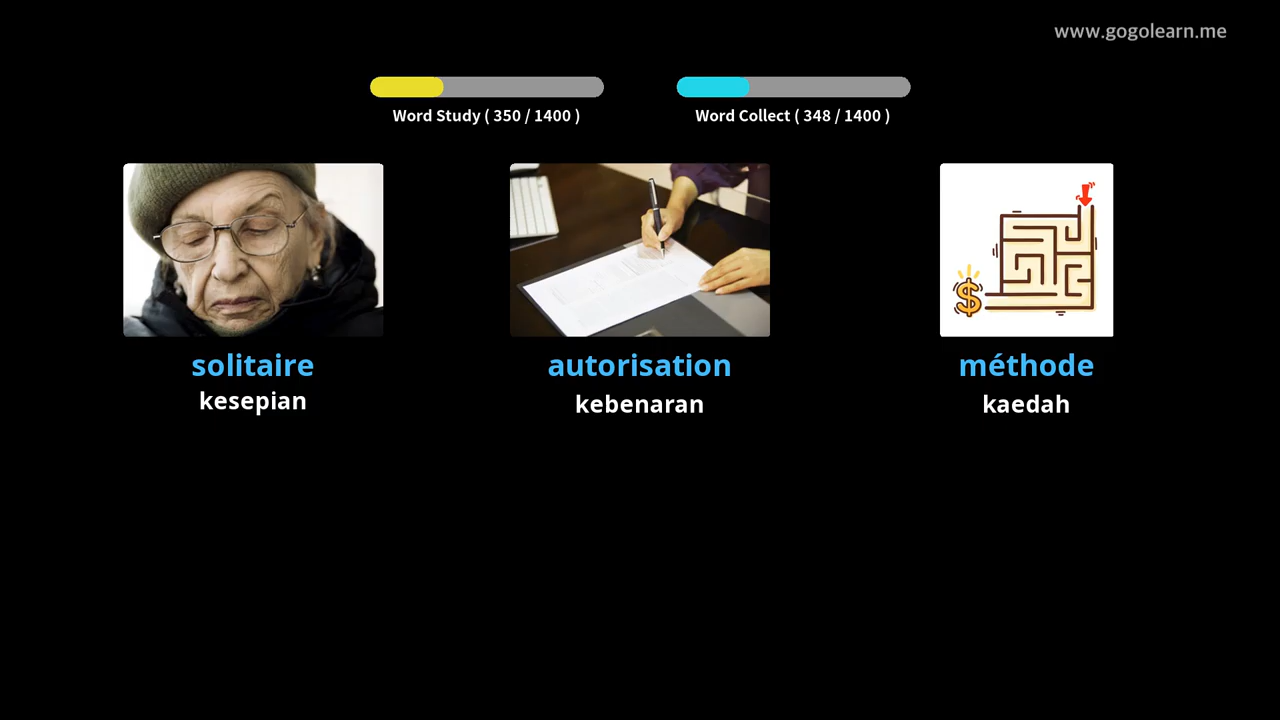 www.gogolearn.me
Word Study ( 350 / 1400 )
Word Collect ( 348 / 1400 )
solitaire
kesepian
autorisation
kebenaran
méthode
kaedah